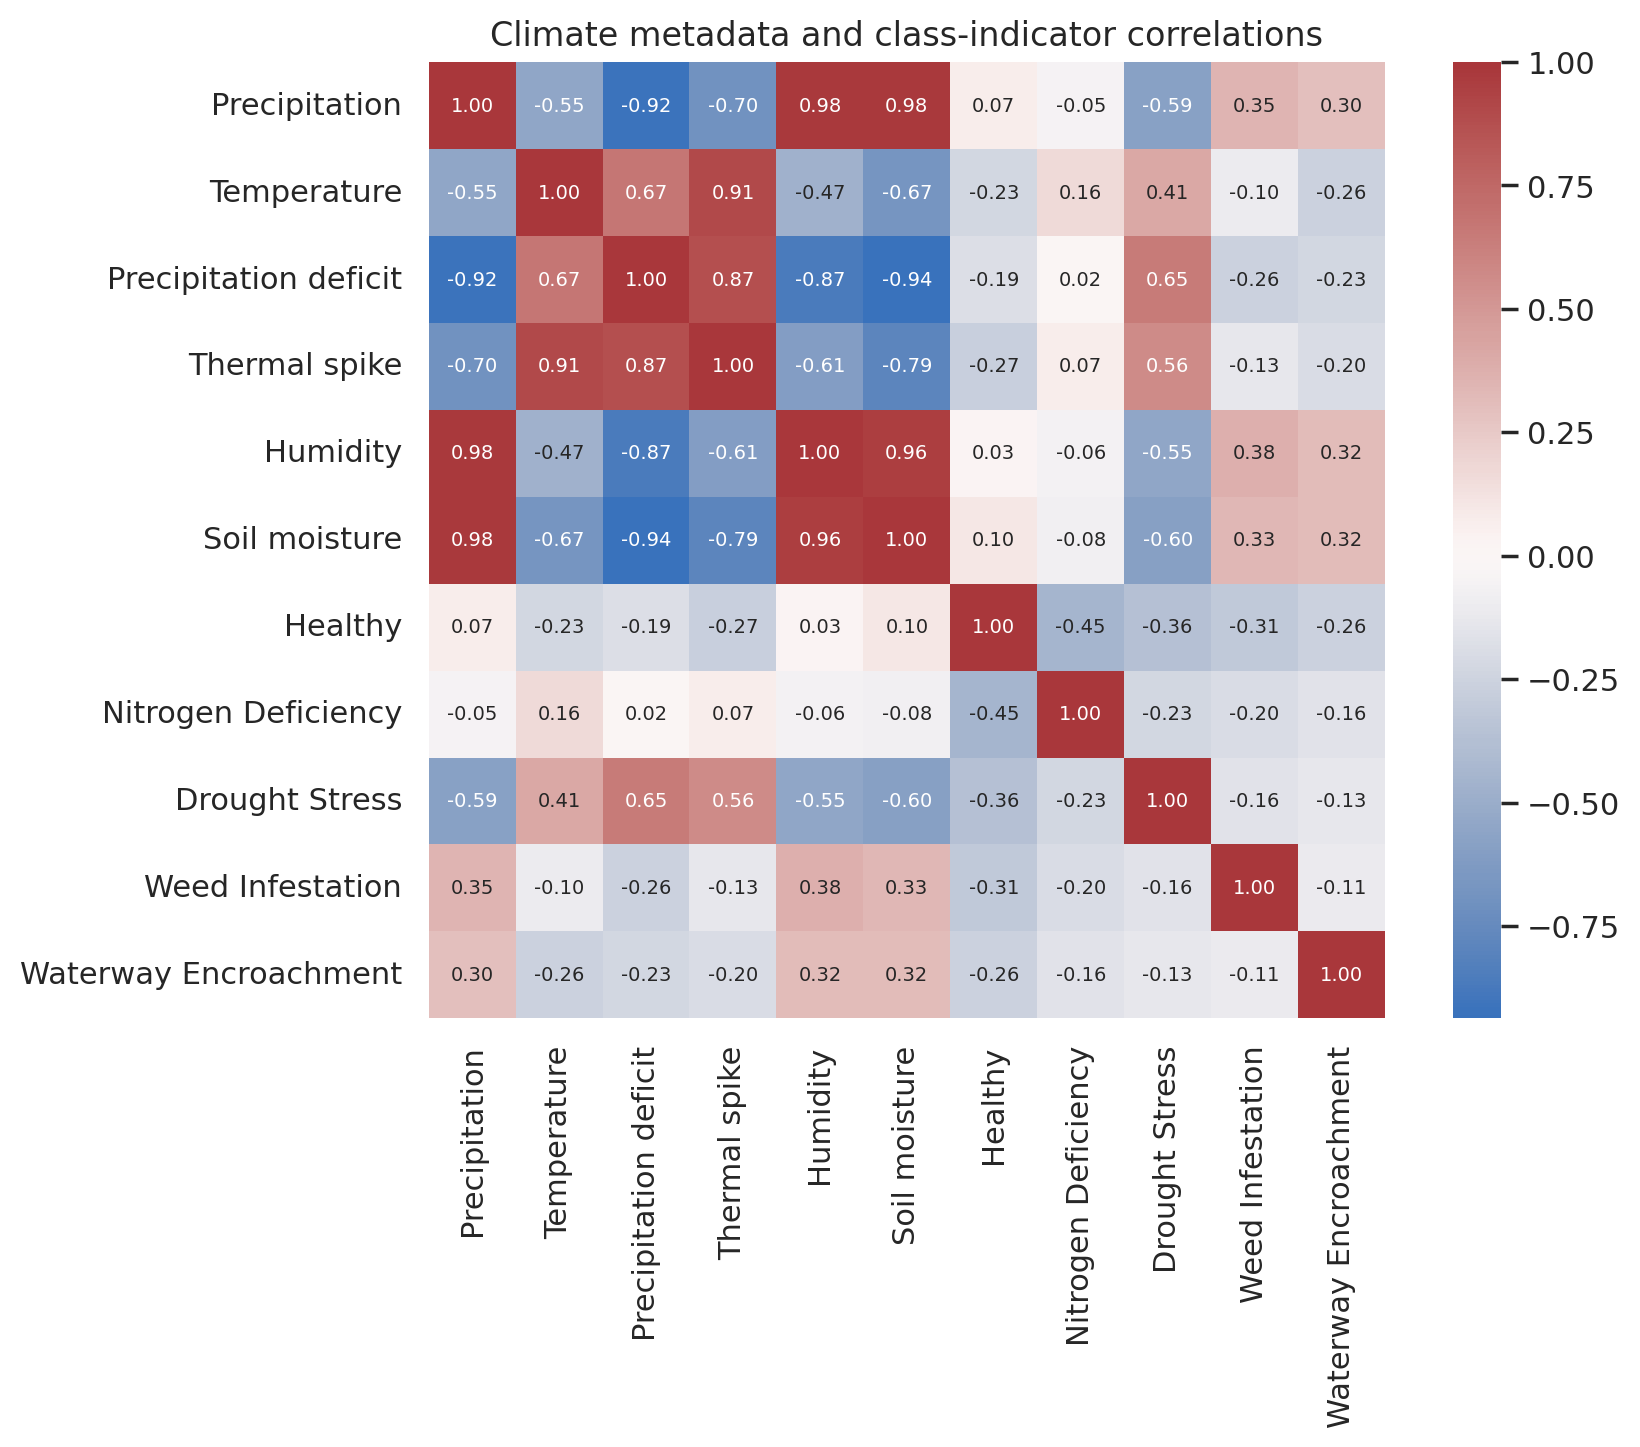 Climate metadata and class-indicator correlations
Precipitation 1.00 -0.55 -0.92 -0.70 0.98 0.98 0.07 -0.05 -0.59 0.35 0.30
Temperature -0.55 1.00 0.67 0.91 -0.47 -0.67 -0.23 0.16 0.41 -0.10 -0.26
Precipitation deficit -0.92 0.67 1.00 0.87 -0.87 -0.94 -0.19 0.02 0.65 -0.26 -0.23
Thermal spike -0.70 0.91 0.87 1.00 -0.61 -0.79 -0.27 0.07 0.56 -0.13 -0.20
Humidity 0.98 -0.47 -0.87 -0.61 1.00 0.96 0.03 -0.06 -0.55 0.38 0.32
Soil moisture 0.98 -0.67 -0.94 -0.79 0.96 1.00 0.10 -0.08 -0.60 0.33 0.32
Healthy 0.07 -0.23 -0.19 -0.27 0.03 0.10 1.00 -0.45 -0.36 -0.31 -0.26
Nitrogen Deficiency -0.05 0.16 0.02 0.07 -0.06 -0.08 -0.45 1.00 -0.23 -0.20 -0.16
Drought Stress -0.59 0.41 0.65 0.56 -0.55 -0.60 -0.36 -0.23 1.00 -0.16 -0.13
Weed Infestation 0.35 -0.10 -0.26 -0.13 0.38 0.33 -0.31 -0.20 -0.16 1.00 -0.11
Waterway Encroachment 0.30 -0.26 -0.23 -0.20 0.32 0.32 -0.26 -0.16 -0.13 -0.11 1.00
Precipitation
Temperature
Precipitation deficit
Thermal spike
Humidity
Soil moisture
Healthy
Nitrogen Deficiency
Drought Stress
Weed Infestation
Waterway Encroachment
1.00
0.75
0.50
0.25
0.00
−0.25
−0.50
−0.75